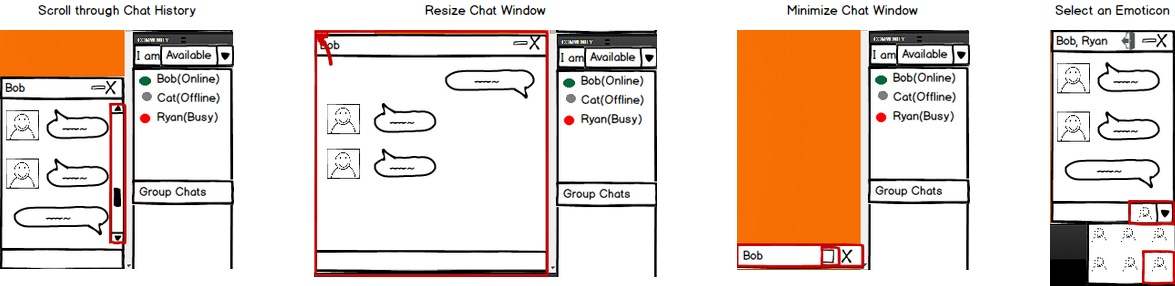 Scroll through Chat History
COMMUNITY
I am Available
Bob(Online)
Cat(Offline)
Ryan(Busy)
Bob
X
Group Chats
Resize Chat Window
Bob
X
COMMUNITY
I am Available
Bob(Online)
Cat(Offline)
Ryan(Busy)
Group Chats
Minimize Chat Window
COMMUNITY
I am Available
Bob(Online)
Cat(Offline)
Ryan(Busy)
Group Chats
Bob
X
Select an Emoticon
Bob, Ryan
X